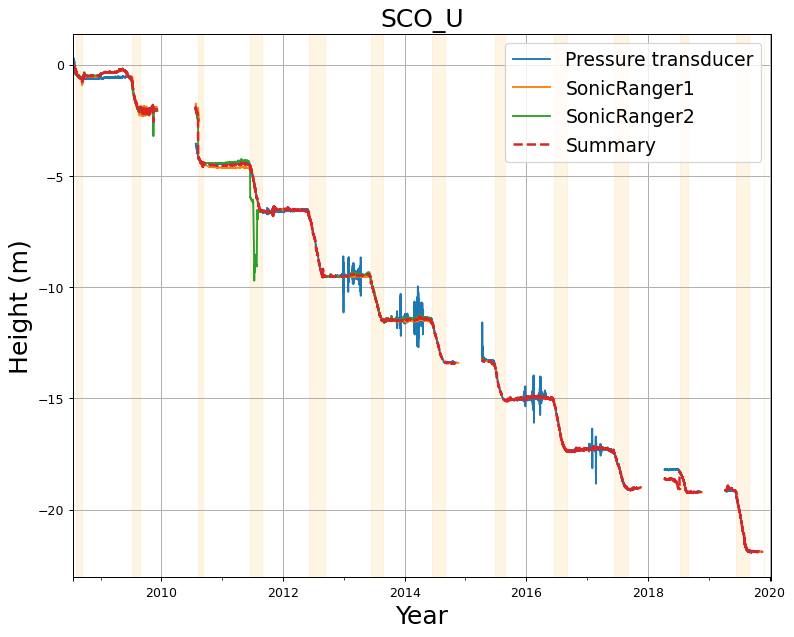 SCO_U
Pressure transducer
SonicRanger1
SonicRanger2
Summary
Height (m)
0
−5
−10
−15
−20
2010
2012
2014
2016
2018
2020
Year